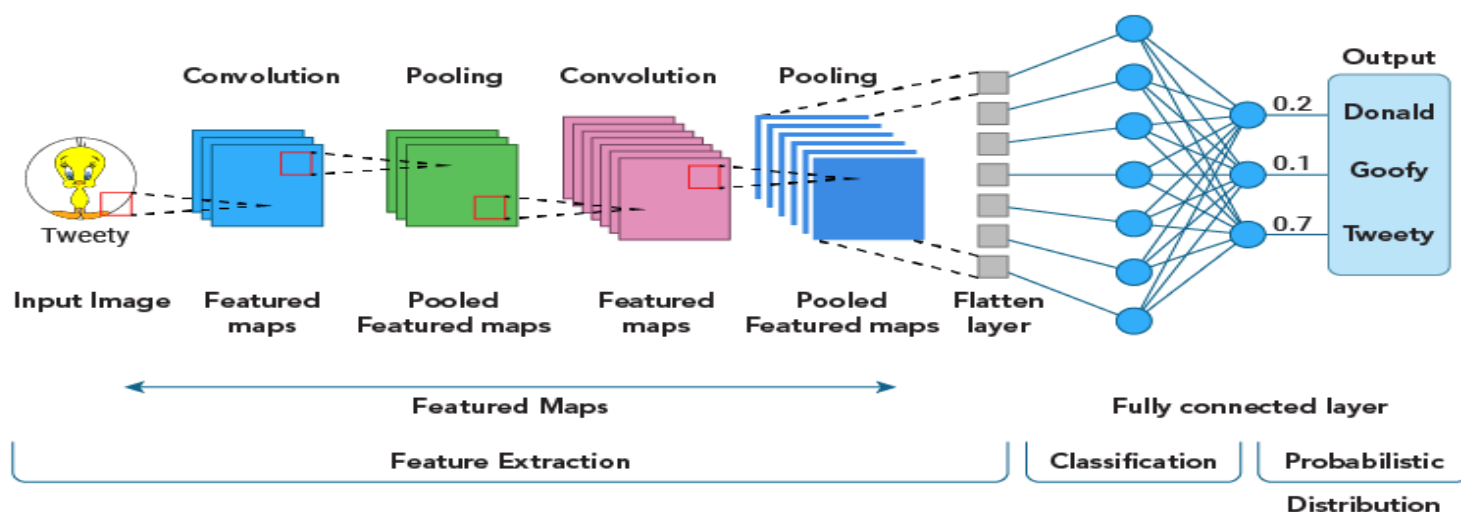 Convolution
Pooling
Convolution
Pooling
Output
Tweety
0.2
Donald
0.1
Goofy
0.7
Tweety
Input Image
Featured
maps
Pooled
Featured maps
Featured
maps
Pooled
Featured maps
Flatten
layer
Featured Maps
Fully connected layer
Feature Extraction
Classification
Probabilistic
Distribution